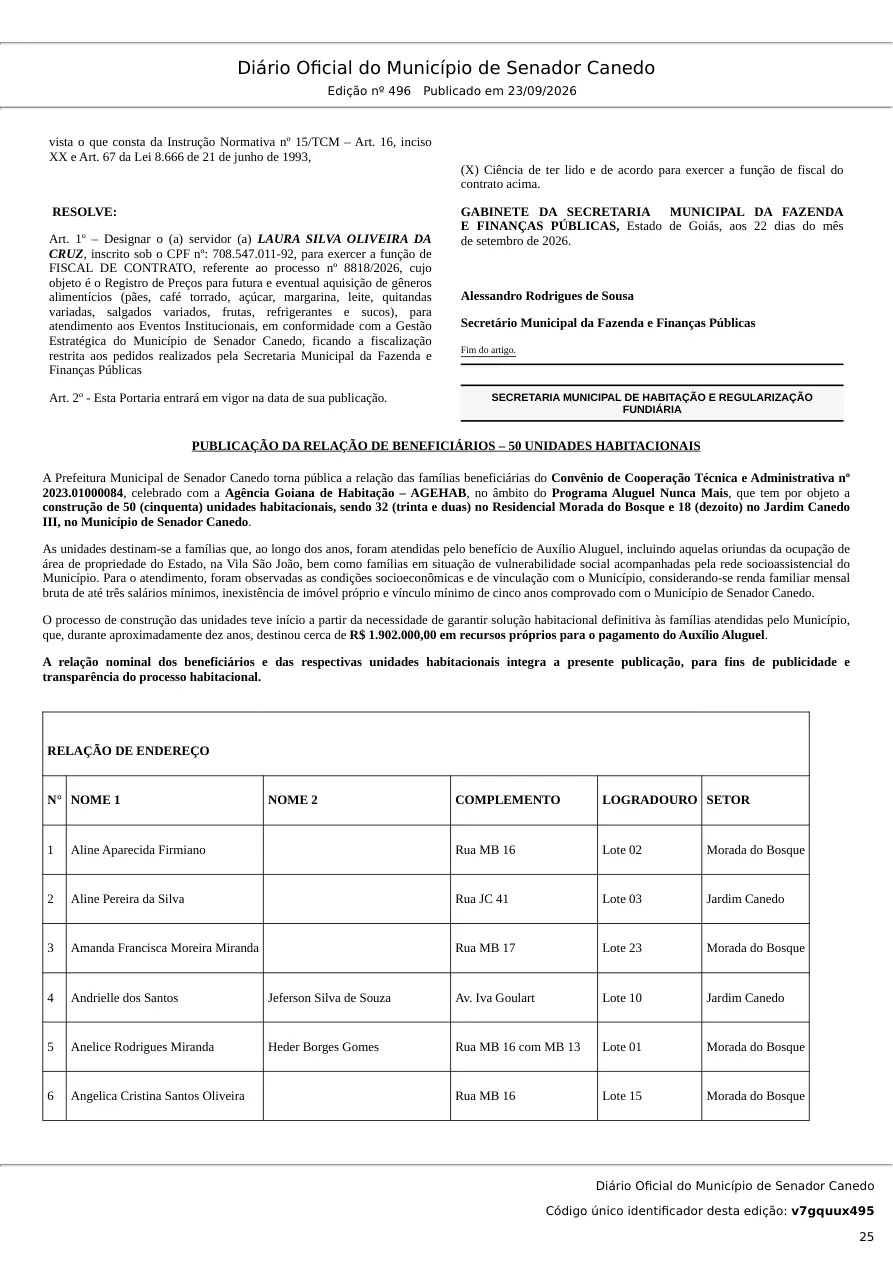 Diário Oficial do Município de Senador Canedo
Edição nº 496   Publicado em 23/09/2026
vista o que consta da Instrução Normativa nº 15/TCM – Art. 16, inciso
XX e Art. 67 da Lei 8.666 de 21 de junho de 1993,
RESOLVE:
Art. 1º – Designar o (a) servidor (a) LAURA SILVA OLIVEIRA DA
CRUZ, inscrito sob o CPF nº: 708.547.011-92, para exercer a função de
FISCAL DE CONTRATO, referente ao processo nº 8818/2026, cujo
objeto é o Registro de Preços para futura e eventual aquisição de gêneros
alimentícios (pães, café torrado, açúcar, margarina, leite, quitandas
variadas, salgados variados, frutas, refrigerantes e sucos), para
atendimento aos Eventos Institucionais, em conformidade com a Gestão
Estratégica do Município de Senador Canedo, ficando a fiscalização
restrita aos pedidos realizados pela Secretaria Municipal da Fazenda e
Finanças Públicas
Art. 2º - Esta Portaria entrará em vigor na data de sua publicação.
(X) Ciência de ter lido e de acordo para exercer a função de fiscal do
contrato acima.
GABINETE DA SECRETARIA MUNICIPAL DA FAZENDA
E FINANÇAS PÚBLICAS, Estado de Goiás, aos 22 dias do mês
de setembro de 2026.
Alessandro Rodrigues de Sousa
Secretário Municipal da Fazenda e Finanças Públicas
Fim do artigo.
SECRETARIA MUNICIPAL DE HABITAÇÃO E REGULARIZAÇÃO
FUNDIÁRIA
PUBLICAÇÃO DA RELAÇÃO DE BENEFICIÁRIOS – 50 UNIDADES HABITACIONAIS
A Prefeitura Municipal de Senador Canedo torna pública a relação das famílias beneficiárias do Convênio de Cooperação Técnica e Administrativa nº
2023.01000084, celebrado com a Agência Goiana de Habitação – AGEHAB, no âmbito do Programa Aluguel Nunca Mais, que tem por objeto a
construção de 50 (cinquenta) unidades habitacionais, sendo 32 (trinta e duas) no Residencial Morada do Bosque e 18 (dezoito) no Jardim Canedo
III, no Município de Senador Canedo.
As unidades destinam-se a famílias que, ao longo dos anos, foram atendidas pelo benefício de Auxílio Aluguel, incluindo aquelas oriundas da ocupação de
área de propriedade do Estado, na Vila São João, bem como famílias em situação de vulnerabilidade social acompanhadas pela rede socioassistencial do
Município. Para o atendimento, foram observadas as condições socioeconômicas e de vinculação com o Município, considerando-se renda familiar mensal
bruta de até três salários mínimos, inexistência de imóvel próprio e vínculo mínimo de cinco anos comprovado com o Município de Senador Canedo.
O processo de construção das unidades teve início a partir da necessidade de garantir solução habitacional definitiva às famílias atendidas pelo Município,
que, durante aproximadamente dez anos, destinou cerca de R$ 1.902.000,00 em recursos próprios para o pagamento do Auxílio Aluguel.
A relação nominal dos beneficiários e das respectivas unidades habitacionais integra a presente publicação, para fins de publicidade e
transparência do processo habitacional.
RELAÇÃO DE ENDEREÇO
N° NOME 1 NOME 2 COMPLEMENTO LOGRADOURO SETOR
1 Aline Aparecida Firmiano Rua MB 16 Lote 02 Morada do Bosque
2 Aline Pereira da Silva Rua JC 41 Lote 03 Jardim Canedo
3 Amanda Francisca Moreira Miranda Rua MB 17 Lote 23 Morada do Bosque
4 Andrielle dos Santos Jeferson Silva de Souza Av. Iva Goulart Lote 10 Jardim Canedo
5 Anelice Rodrigues Miranda Heder Borges Gomes Rua MB 16 com MB 13 Lote 01 Morada do Bosque
6 Angelica Cristina Santos Oliveira Rua MB 16 Lote 15 Morada do Bosque
Diário Oficial do Município de Senador Canedo
Código único identificador desta edição: v7gquux495
25